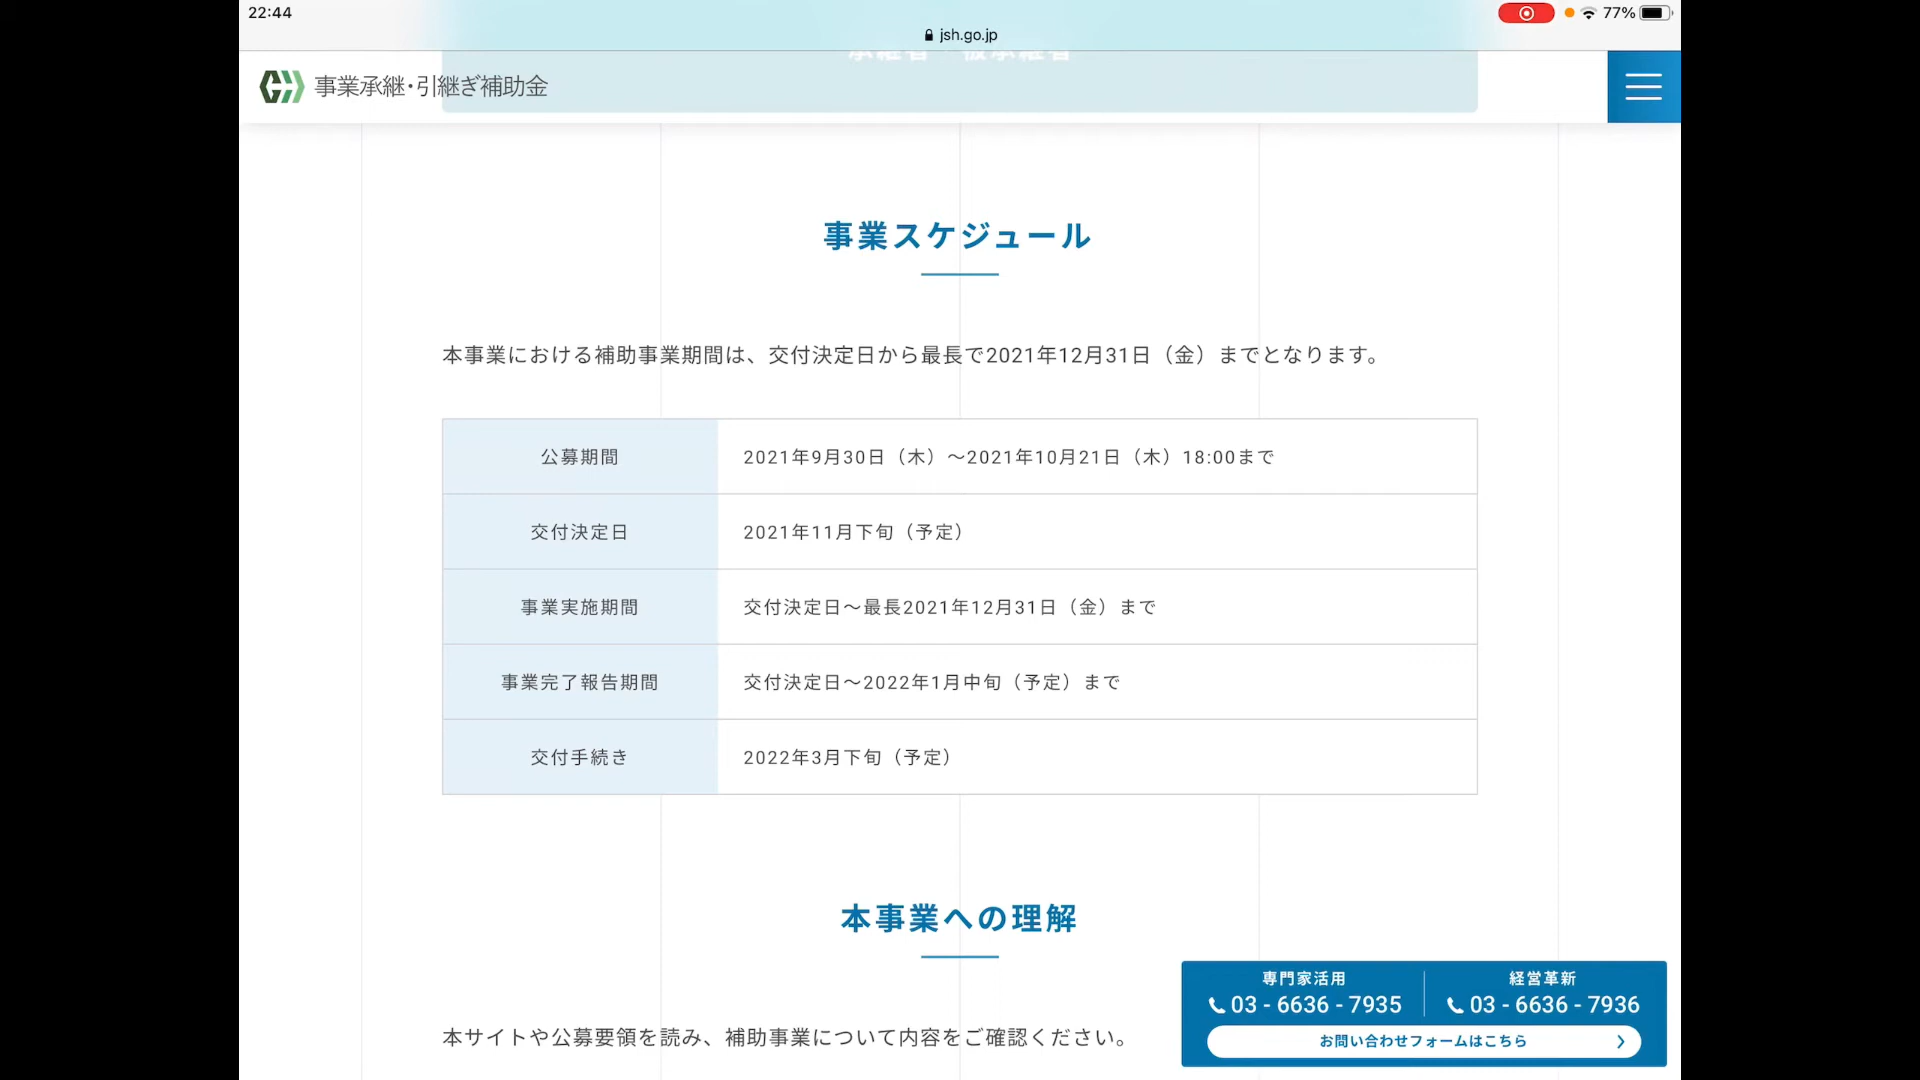 22:44
77%
jsh.go.jp
事業承継・引継ぎ補助金
事業スケジュール
本事業における補助事業期間は、交付決定日から最長で2021年12月31日（金）までとなります。
公募期間
2021年9月30日（木）～2021年10月21日（木）18:00まで
交付決定日
2021年11月下旬（予定）
事業実施期間
交付決定日～最長2021年12月31日（金）まで
事業完了報告期間
交付決定日～2022年1月中旬（予定）まで
交付手続き
2022年3月下旬（予定）
本事業への理解
本サイトや公募要領を読み、補助事業について内容をご確認ください。
専門家活用
03 - 6636 - 7935
経営革新
03 - 6636 - 7936
お問い合わせフォームはこちら